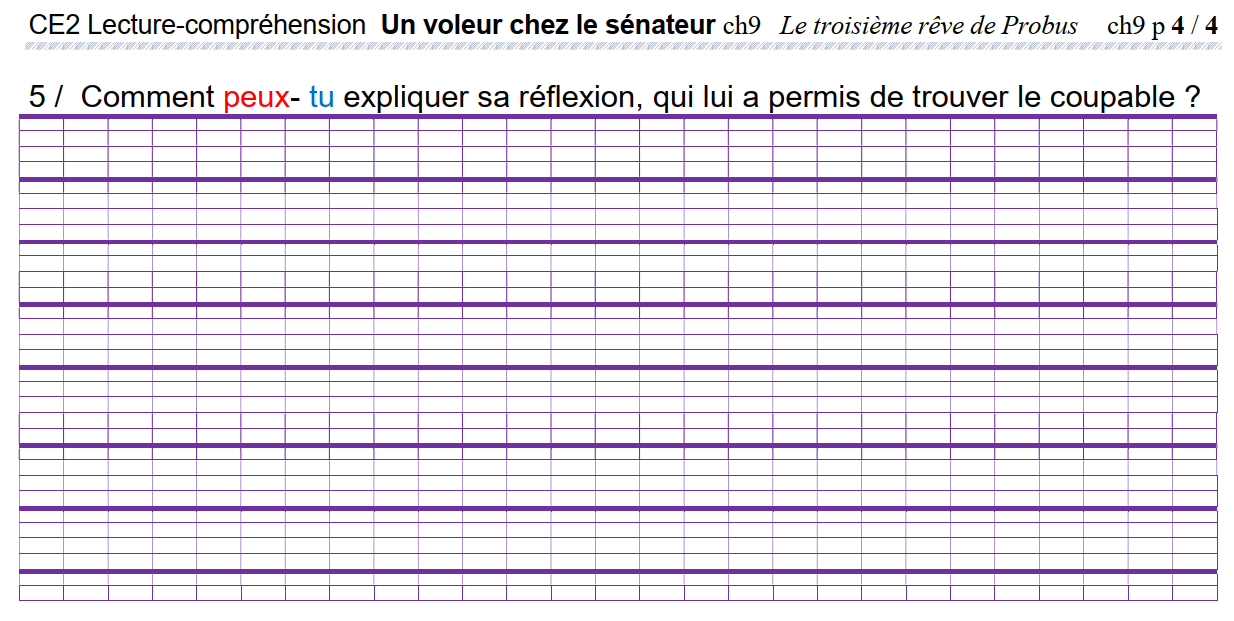 CE2 Lecture-compréhension Un voleur chez le sénateur ch9 Le troisième rêve de Probus ch9 p 4 / 4
5 / Comment peux- tu expliquer sa réflexion, qui lui a permis de trouver le coupable ?